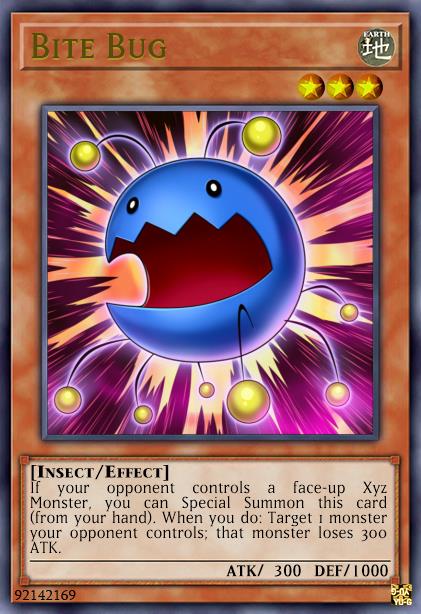 Bite Bug
EARTH
地
[Insect/Effect]
If your opponent controls a face-up Xyz
Monster, you can Special Summon this card
(from your hand). When you do: Target 1 monster
your opponent controls; that monster loses 300
ATK.
ATK/ 300 DEF/1000
92142169